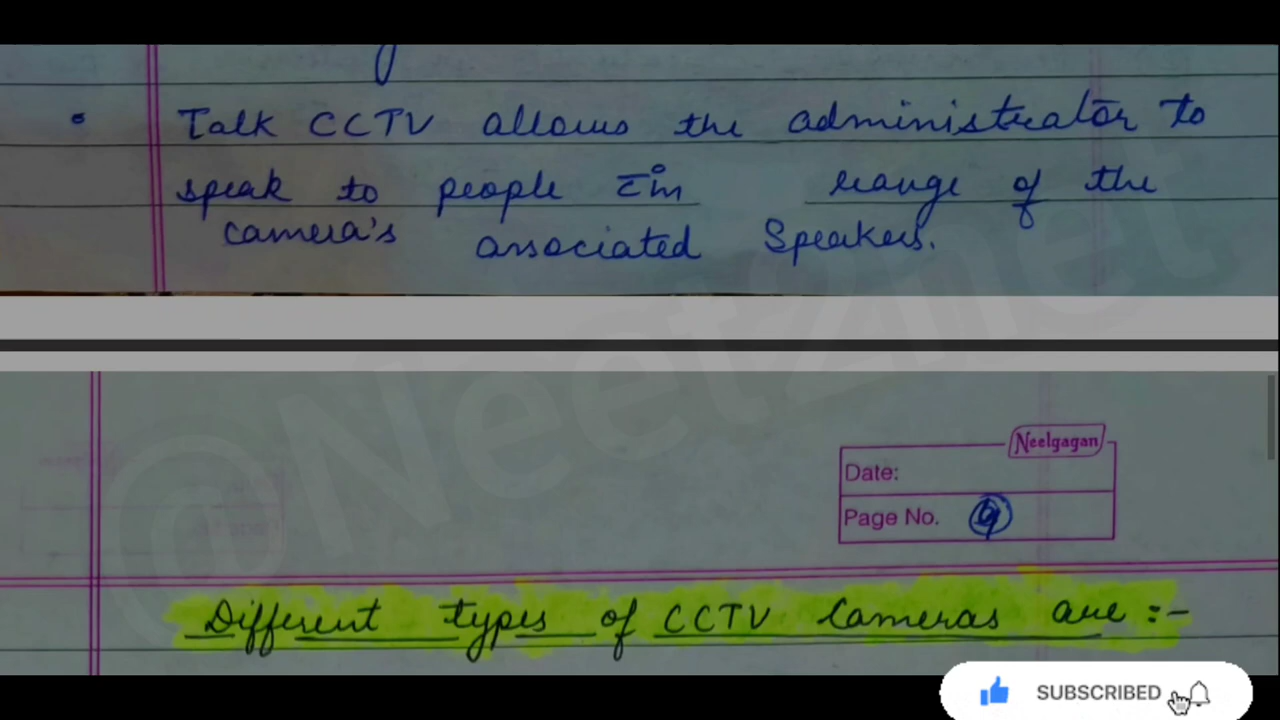 • Talk CCTV allows the administrator to
speak to people in range of the
camera's associated Speakers.
@Neetznet
Neelgagan
Date:
Page No.
Different types of CCTV Cameras are :-
SUBSCRIBED